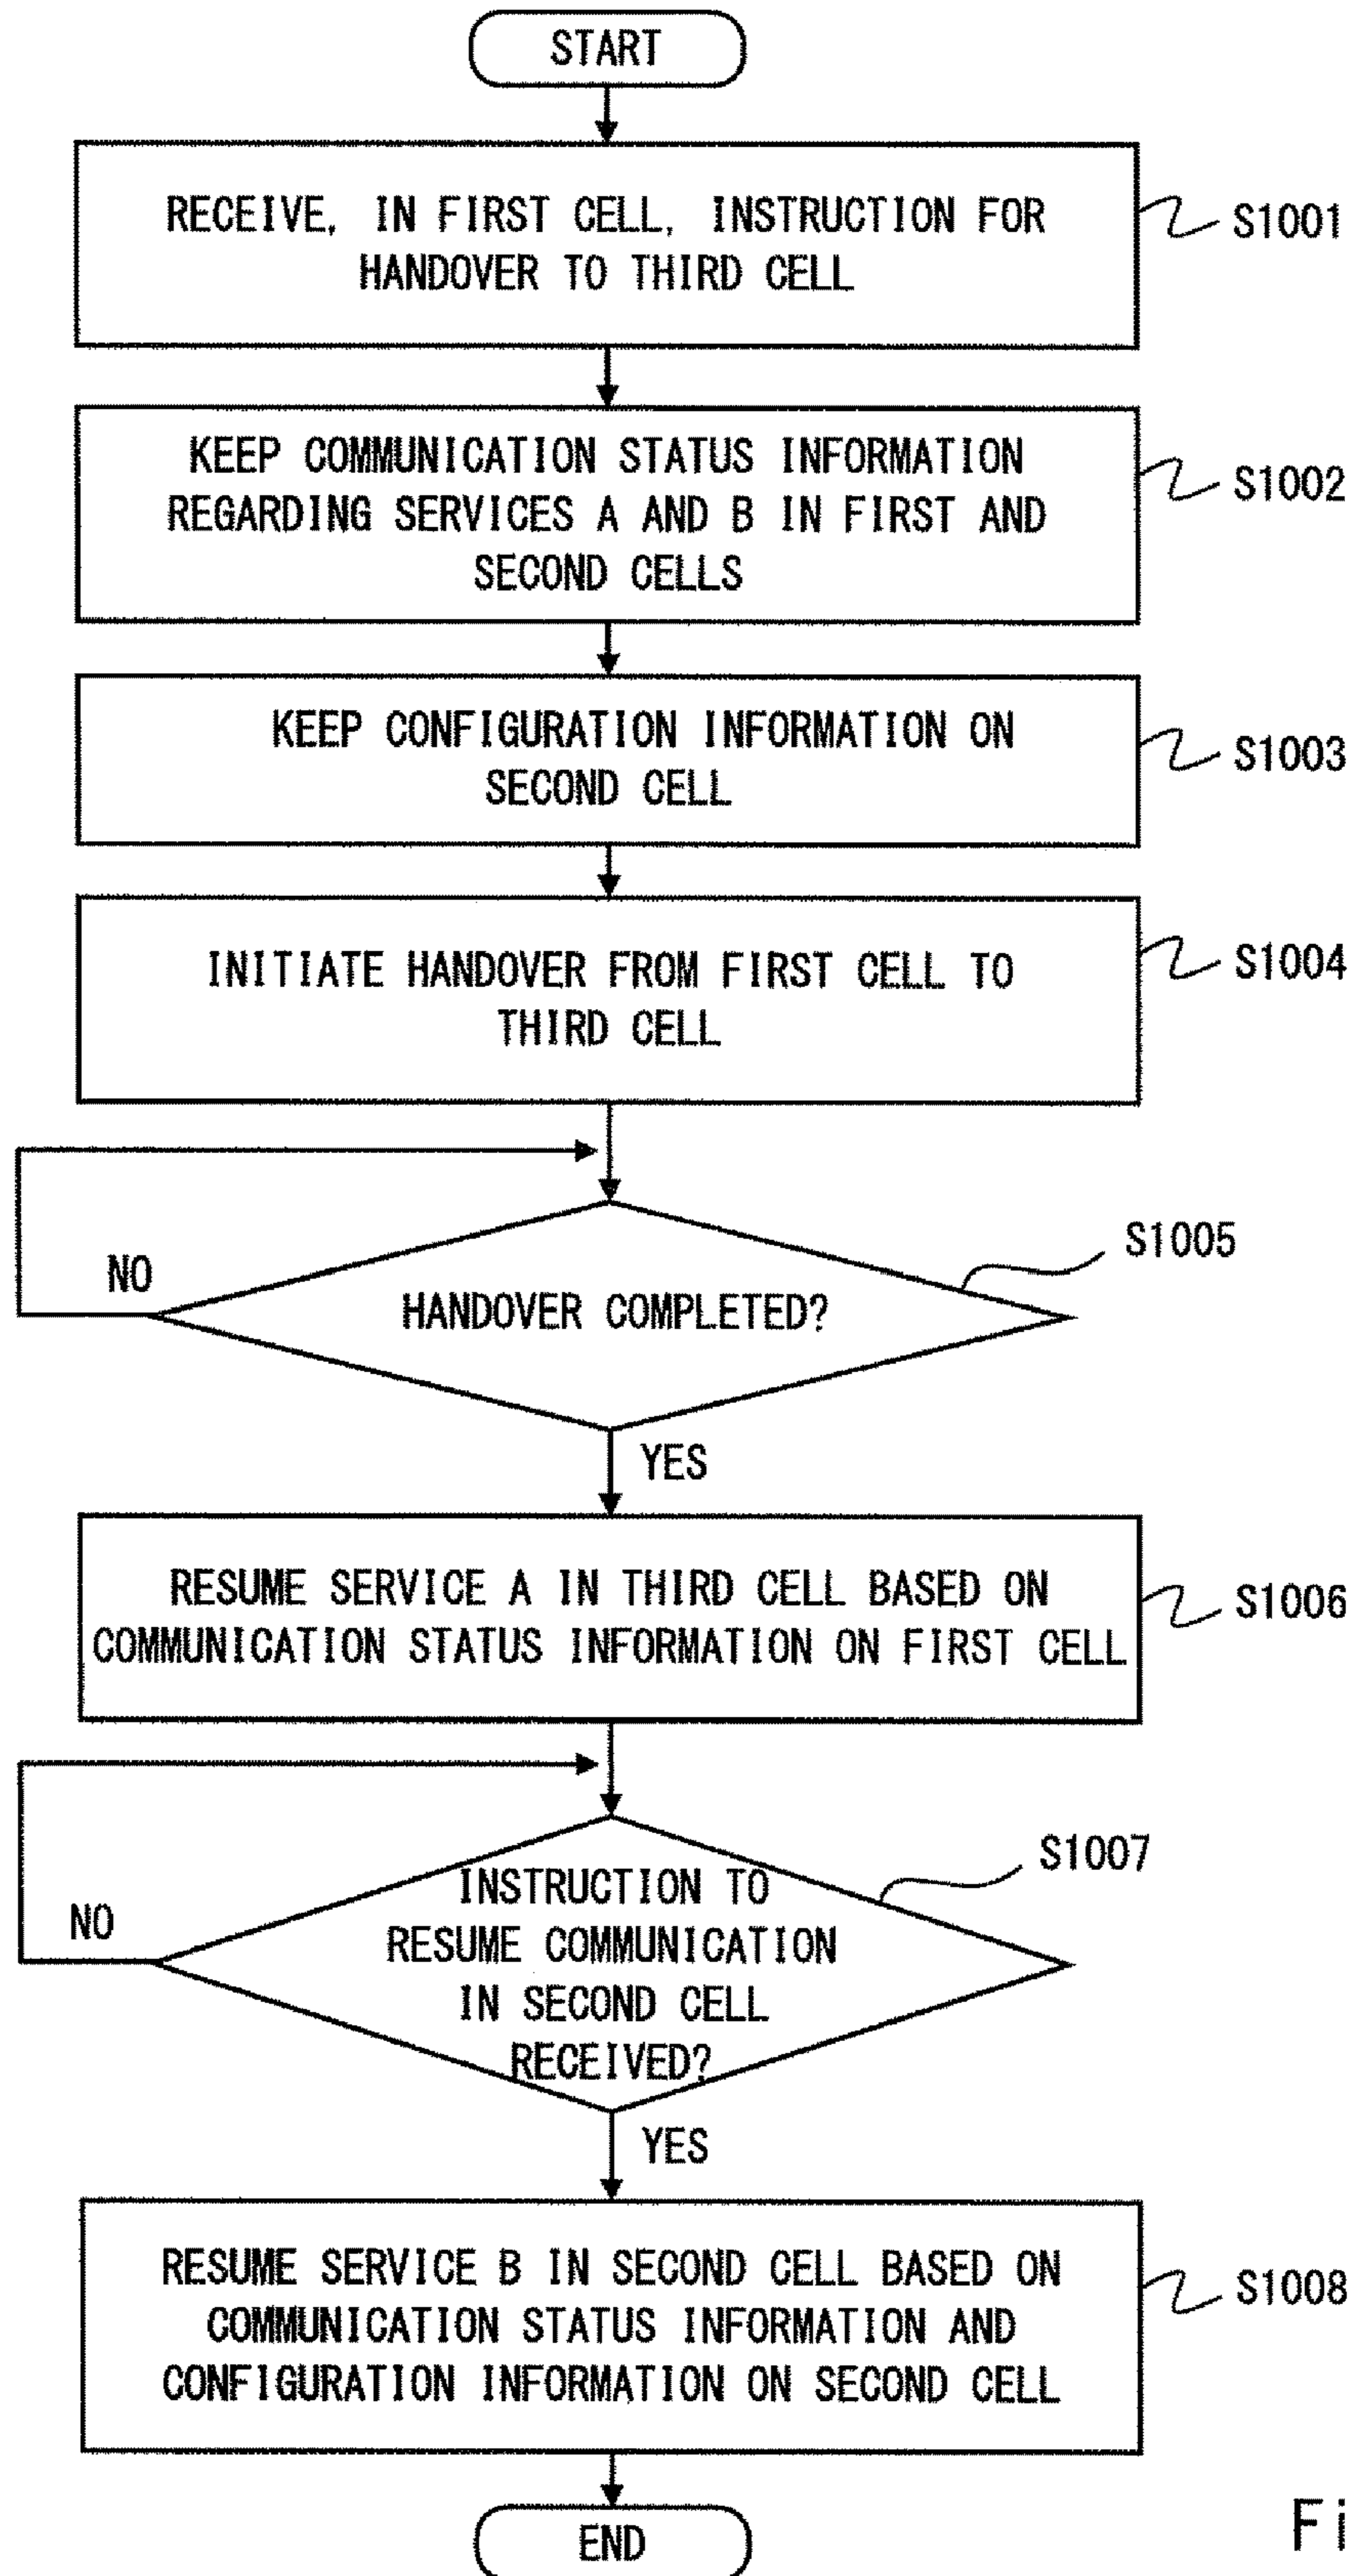 START
RECEIVE, IN FIRST CELL, INSTRUCTION FOR
HANDOVER TO THIRD CELL
S1001
KEEP COMMUNICATION STATUS INFORMATION
REGARDING SERVICES A AND B IN FIRST AND
SECOND CELLS
S1002
KEEP CONFIGURATION INFORMATION ON
SECOND CELL
S1003
INITIATE HANDOVER FROM FIRST CELL TO
THIRD CELL
S1004
S1005
NO
HANDOVER COMPLETED?
YES
RESUME SERVICE A IN THIRD CELL BASED ON
COMMUNICATION STATUS INFORMATION ON FIRST CELL
S1006
S1007
NO
INSTRUCTION TO
RESUME COMMUNICATION
IN SECOND CELL
RECEIVED?
YES
RESUME SERVICE B IN SECOND CELL BASED ON
COMMUNICATION STATUS INFORMATION AND
CONFIGURATION INFORMATION ON SECOND CELL
S1008
END
Fi